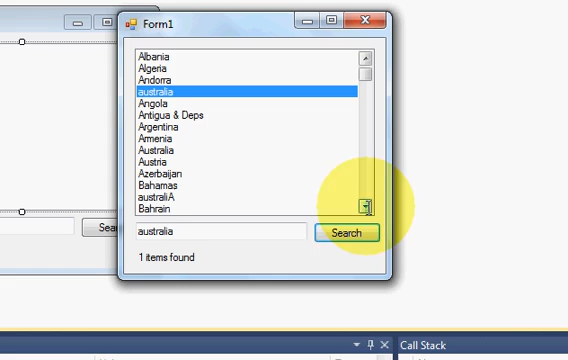 Form1
Albania
Algeria
Andorra
australia
Angola
Antigua & Deps
Argentina
Armenia
Australia
Austria
Azerbaijan
Bahamas
australiA
Bahrain
australia
Search
Sea
1 items found
Call Stack